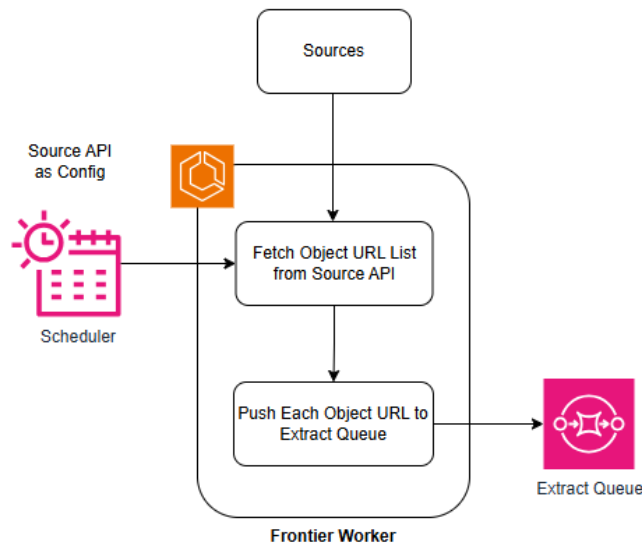 Sources
Source API
as Config
Fetch Object URL List
from Source API
Scheduler
Push Each Object URL to
Extract Queue
Extract Queue
Frontier Worker